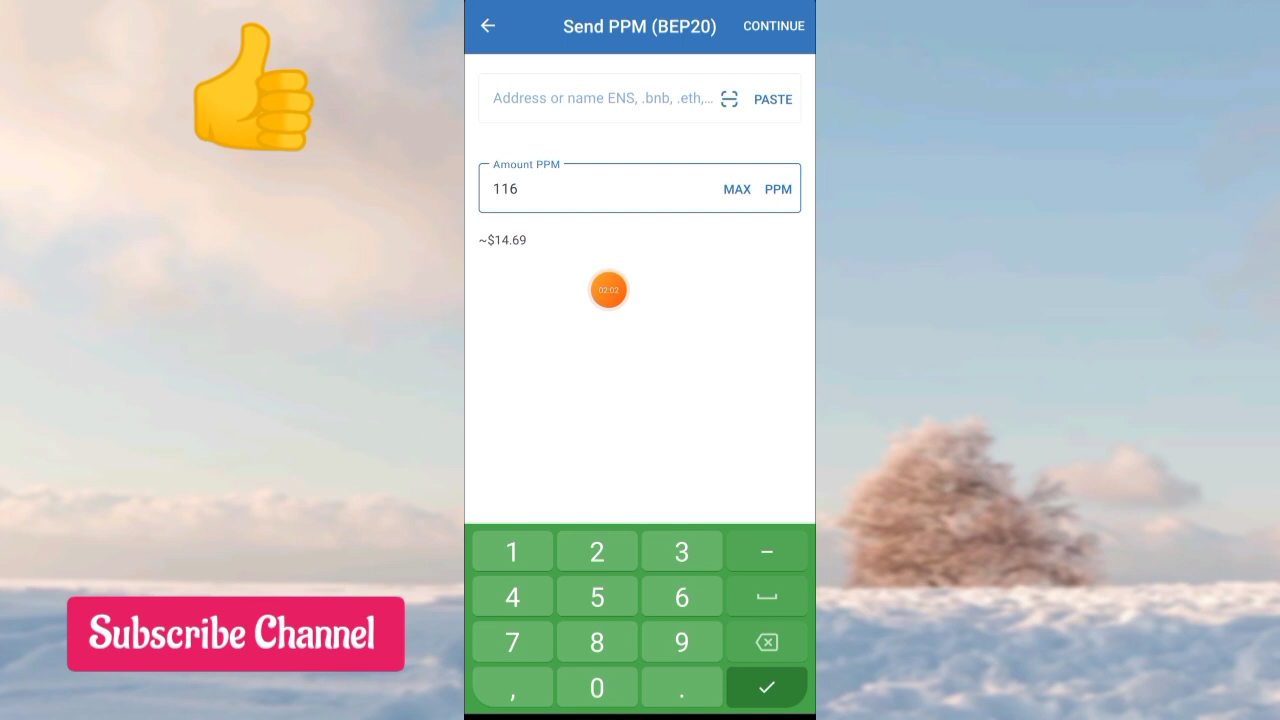 Send PPM (BEP20)
CONTINUE
Address or name ENS, .bnb, .eth,...
PASTE
Amount PPM
116
MAX PPM
~$14.69
02:02
1 2 3 -
4 5 6
7 8 9
, 0 .
Subscribe Channel